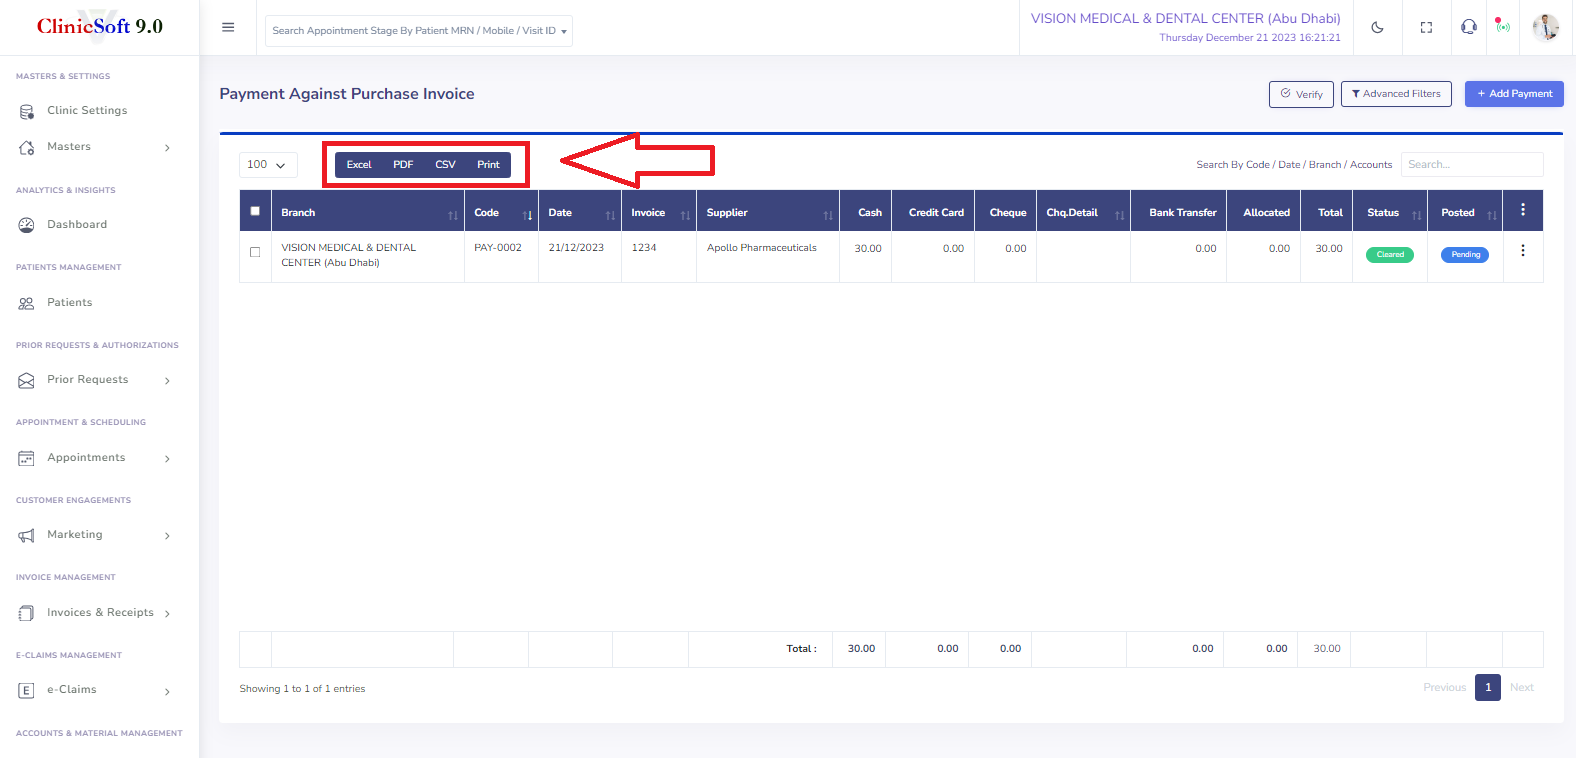 ClinicSoft 9.0
Search Appointment Stage By Patient MRN / Mobile / Visit ID
VISION MEDICAL & DENTAL CENTER (Abu Dhabi)
Thursday December 21 2023 16:21:21
MASTERS & SETTINGS
Clinic Settings
Masters
ANALYTICS & INSIGHTS
Dashboard
PATIENTS MANAGEMENT
Patients
PRIOR REQUESTS & AUTHORIZATIONS
Prior Requests
APPOINTMENT & SCHEDULING
Appointments
CUSTOMER ENGAGEMENTS
Marketing
INVOICE MANAGEMENT
Invoices & Receipts
E-CLAIMS MANAGEMENT
E e-Claims
ACCOUNTS & MATERIAL MANAGEMENT
Payment Against Purchase Invoice
Verify Advanced Filters + Add Payment
100 Excel PDF CSV Print Search By Code / Date / Branch / Accounts Search...
Branch Code Date Invoice Supplier Cash Credit Card Cheque Chq.Detail Bank Transfer Allocated Total Status Posted
VISION MEDICAL & DENTAL PAY-0002 21/12/2023 1234 Apollo Pharmaceuticals 30.00 0.00 0.00 0.00 0.00 30.00 Cleared Pending
CENTER (Abu Dhabi)
Total : 30.00 0.00 0.00 0.00 0.00 30.00
Showing 1 to 1 of 1 entries
Previous 1 Next